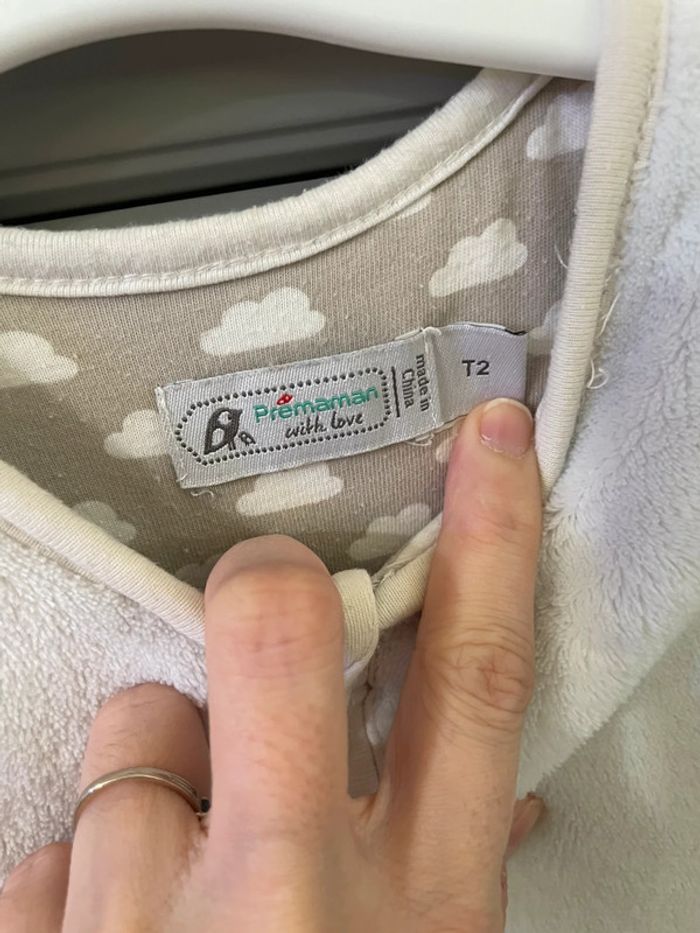 Prémaman
with love
made in
China
T2